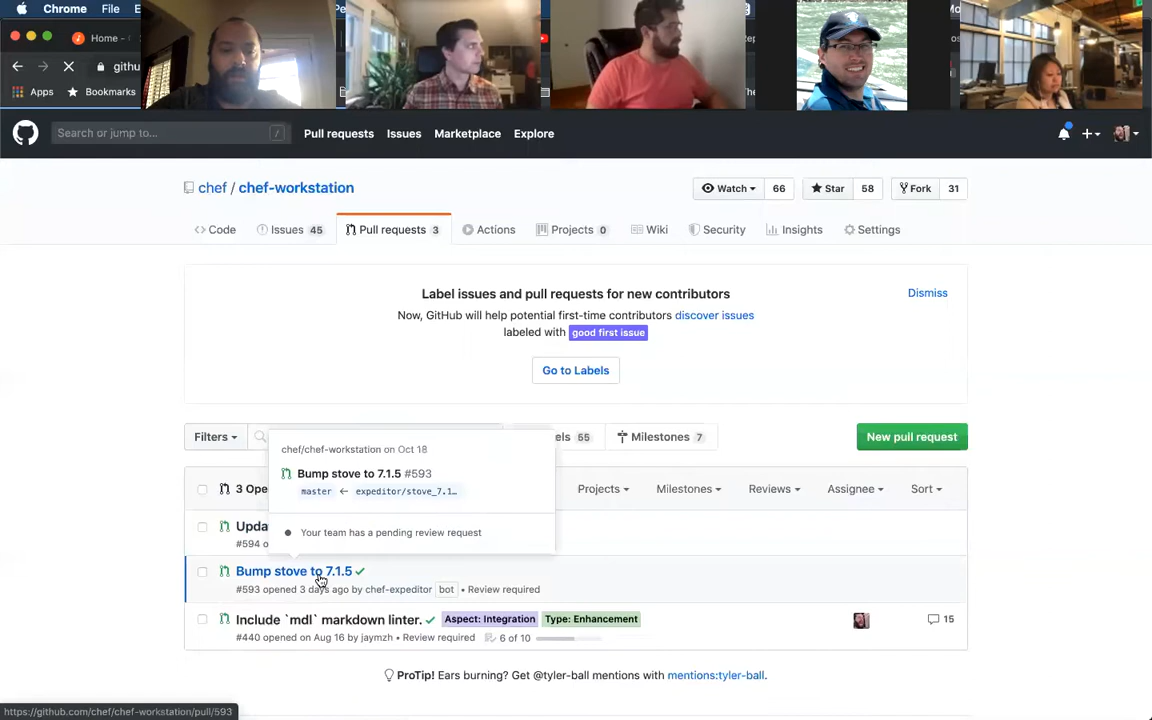 Chrome File E
Home -
githu
Apps Bookmarks
Search or jump to... / Pull requests Issues Marketplace Explore
chef / chef-workstation
Watch 66 Star 58 Fork 31
Code Issues 45 Pull requests 3 Actions Projects 0 Wiki Security Insights Settings
Label issues and pull requests for new contributors
Dismiss
Now, GitHub will help potential first-time contributors discover issues
labeled with good first issue
Go to Labels
Filters els 55 Milestones 7 New pull request
chef/chef-workstation on Oct 18
Bump stove to 7.1.5 #593
master ← expeditor/stove_7.1…
3 Ope Projects Milestones Reviews Assignee Sort
Your team has a pending review request
Upda
#594 o
Bump stove to 7.1.5
#593 opened 3 days ago by chef-expeditor bot • Review required
Include `mdl` markdown linter. Aspect: Integration Type: Enhancement 15
#440 opened on Aug 16 by jaymzh • Review required 6 of 10
ProTip! Ears burning? Get @tyler-ball mentions with mentions:tyler-ball.
https://github.com/chef/chef-workstation/pull/593